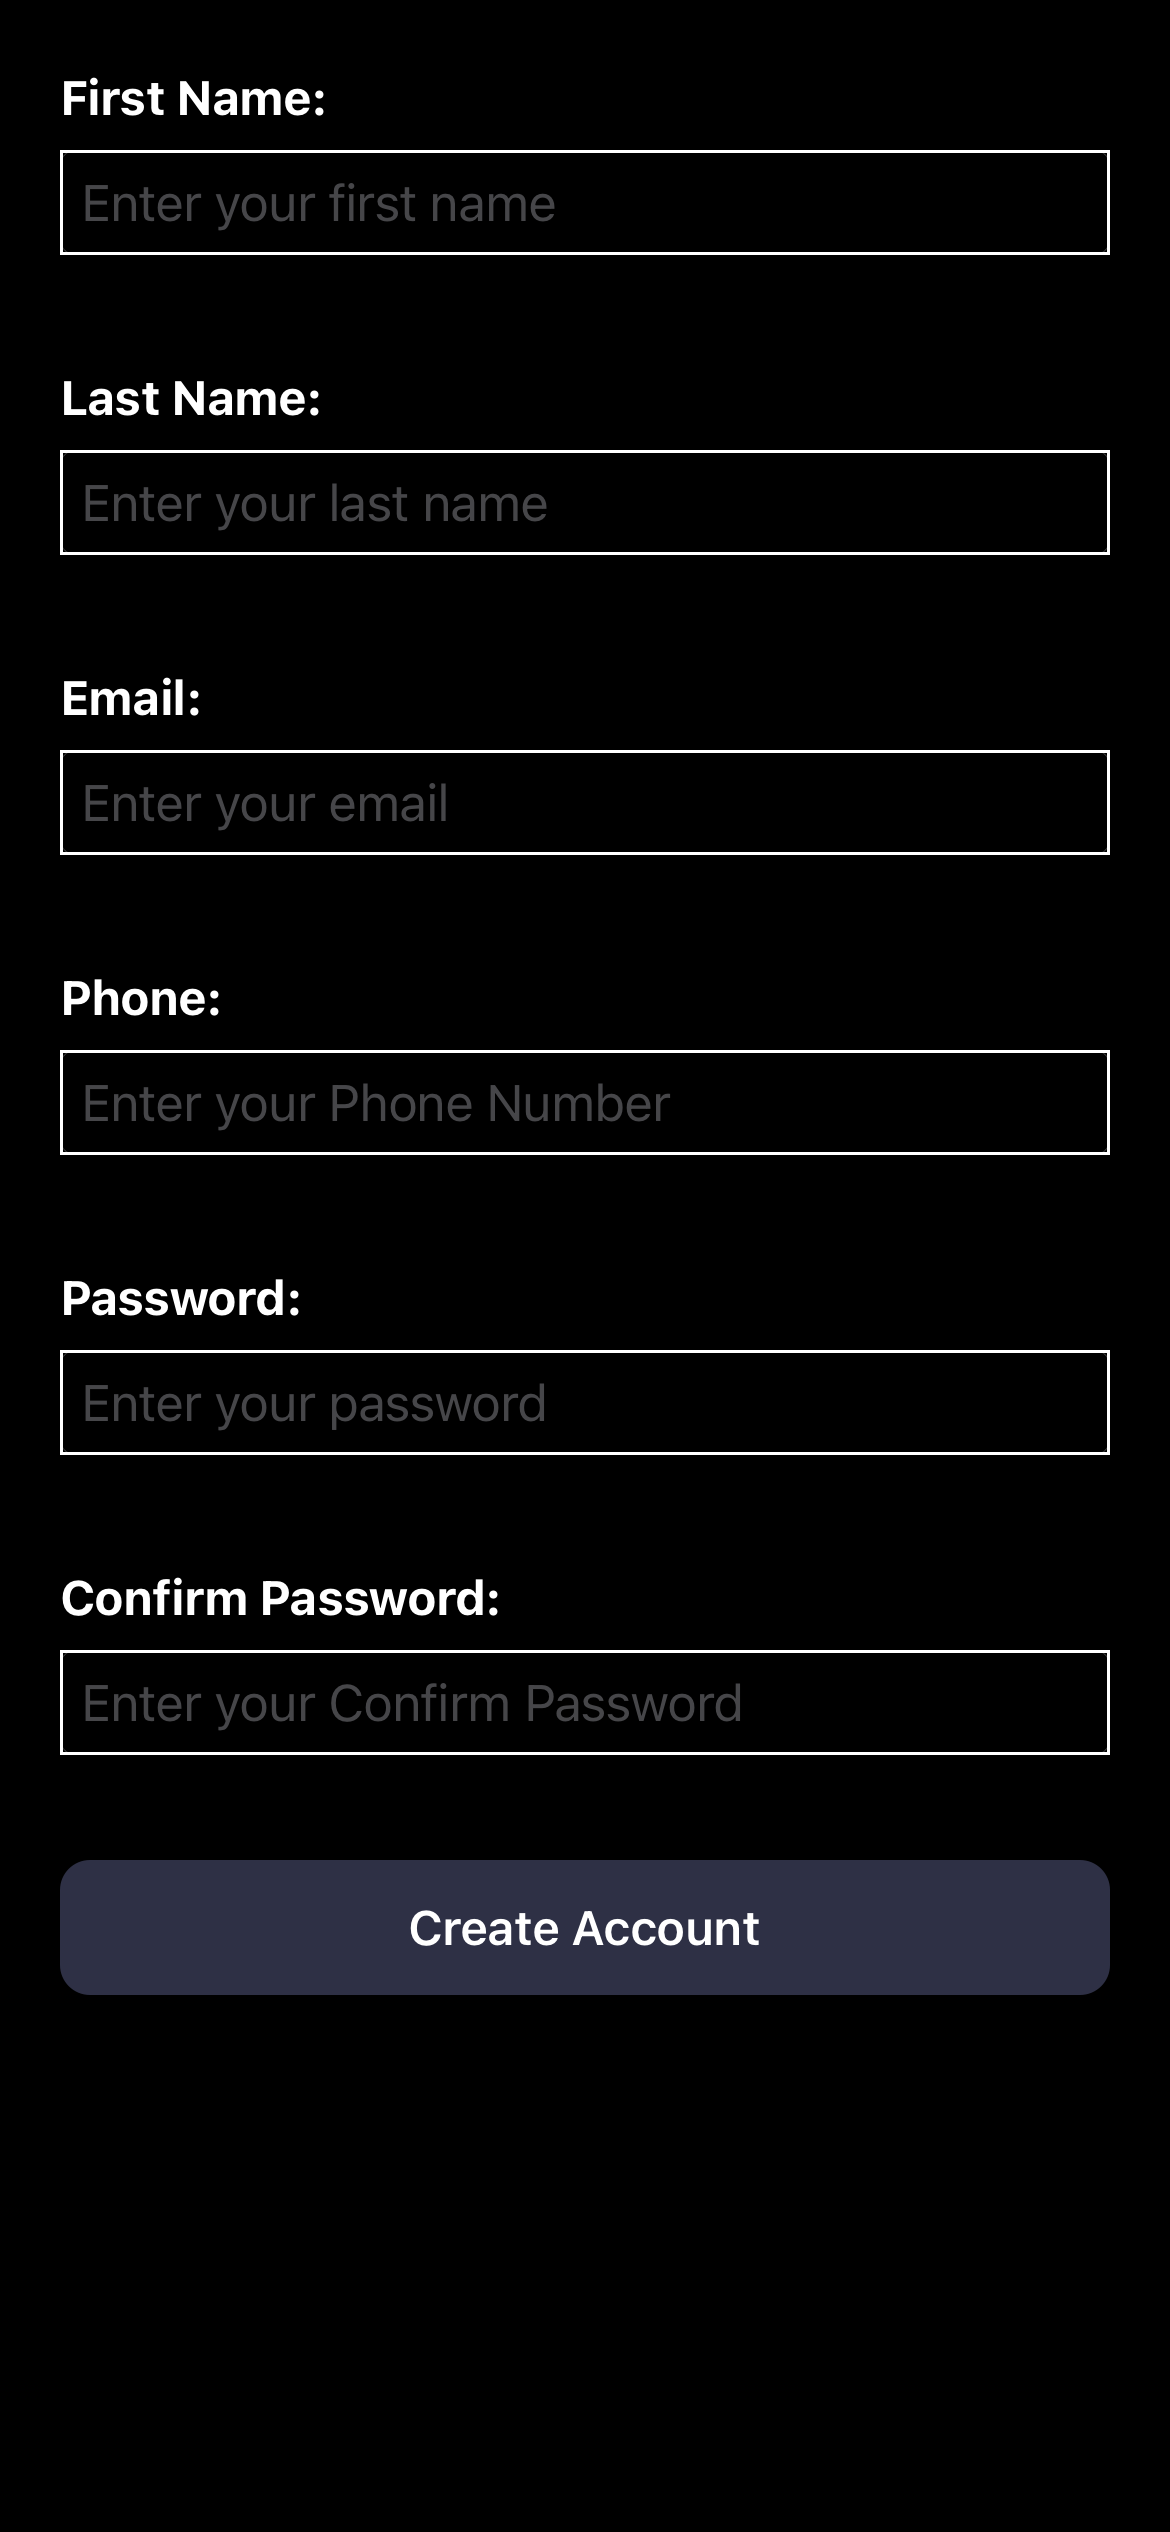 First Name:
Enter your first name
Last Name:
Enter your last name
Email:
Enter your email
Phone:
Enter your Phone Number
Password:
Enter your password
Confirm Password:
Enter your Confirm Password
Create Account